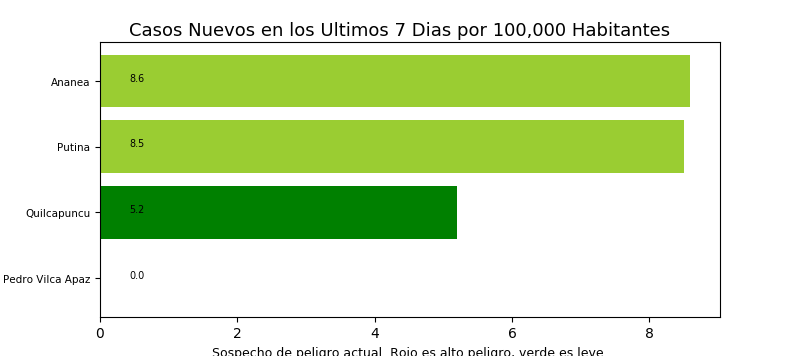 Casos Nuevos en los Ultimos 7 Dias por 100,000 Habitantes
Ananea 8.6
Putina 8.5
Quilcapuncu 5.2
Pedro Vilca Apaz 0.0
0 2 4 6 8
Sospecho de peligro actual. Rojo es alto peligro, verde es leve